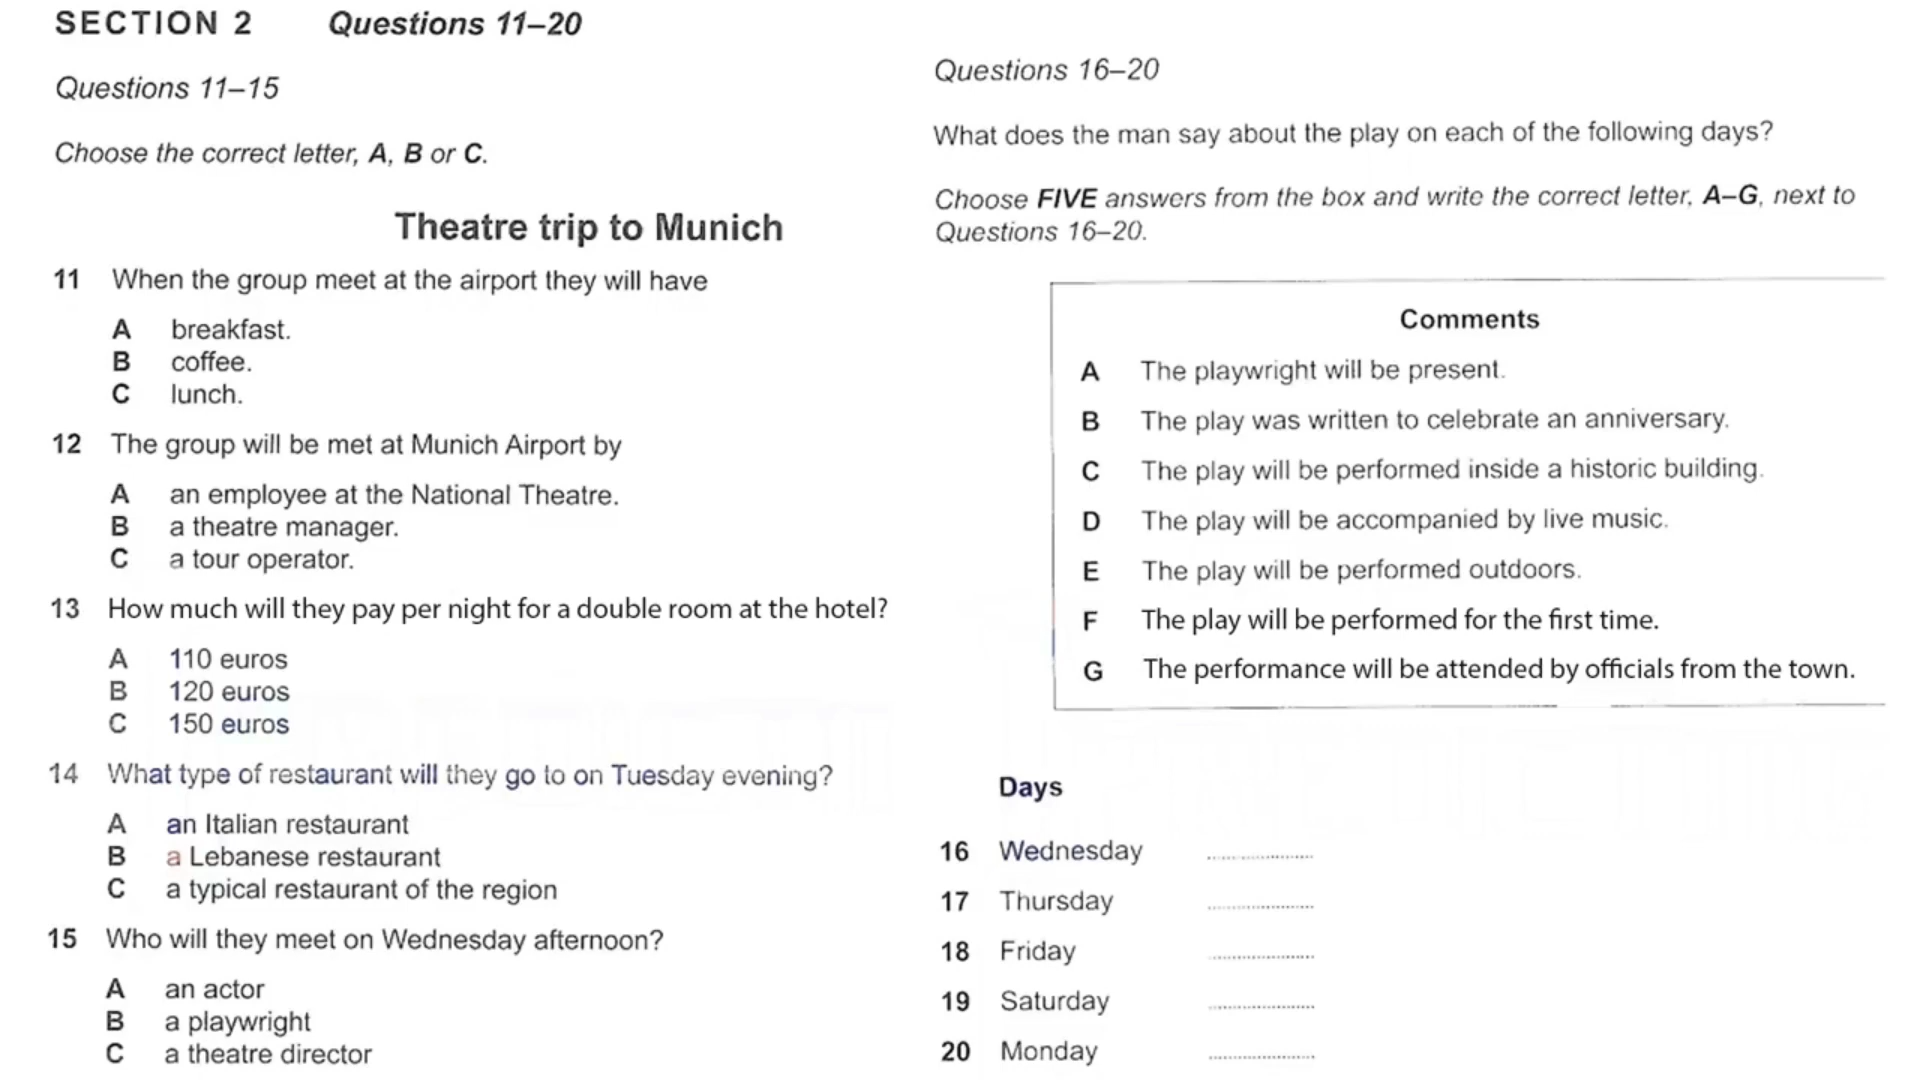 SECTION 2 Questions 11–20
Questions 11–15
Choose the correct letter, A, B or C.
Theatre trip to Munich
11 When the group meet at the airport they will have
A breakfast.
B coffee.
C lunch.
12 The group will be met at Munich Airport by
A an employee at the National Theatre.
B a theatre manager.
C a tour operator.
13 How much will they pay per night for a double room at the hotel?
A 110 euros
B 120 euros
C 150 euros
14 What type of restaurant will they go to on Tuesday evening?
A an Italian restaurant
B a Lebanese restaurant
C a typical restaurant of the region
15 Who will they meet on Wednesday afternoon?
A an actor
B a playwright
C a theatre director
Questions 16–20
What does the man say about the play on each of the following days?
Choose FIVE answers from the box and write the correct letter, A–G, next to
Questions 16–20.
Comments
A The playwright will be present.
B The play was written to celebrate an anniversary.
C The play will be performed inside a historic building.
D The play will be accompanied by live music.
E The play will be performed outdoors.
F The play will be performed for the first time.
G The performance will be attended by officials from the town.
Days
16 Wednesday ........................
17 Thursday ........................
18 Friday ........................
19 Saturday ........................
20 Monday ........................